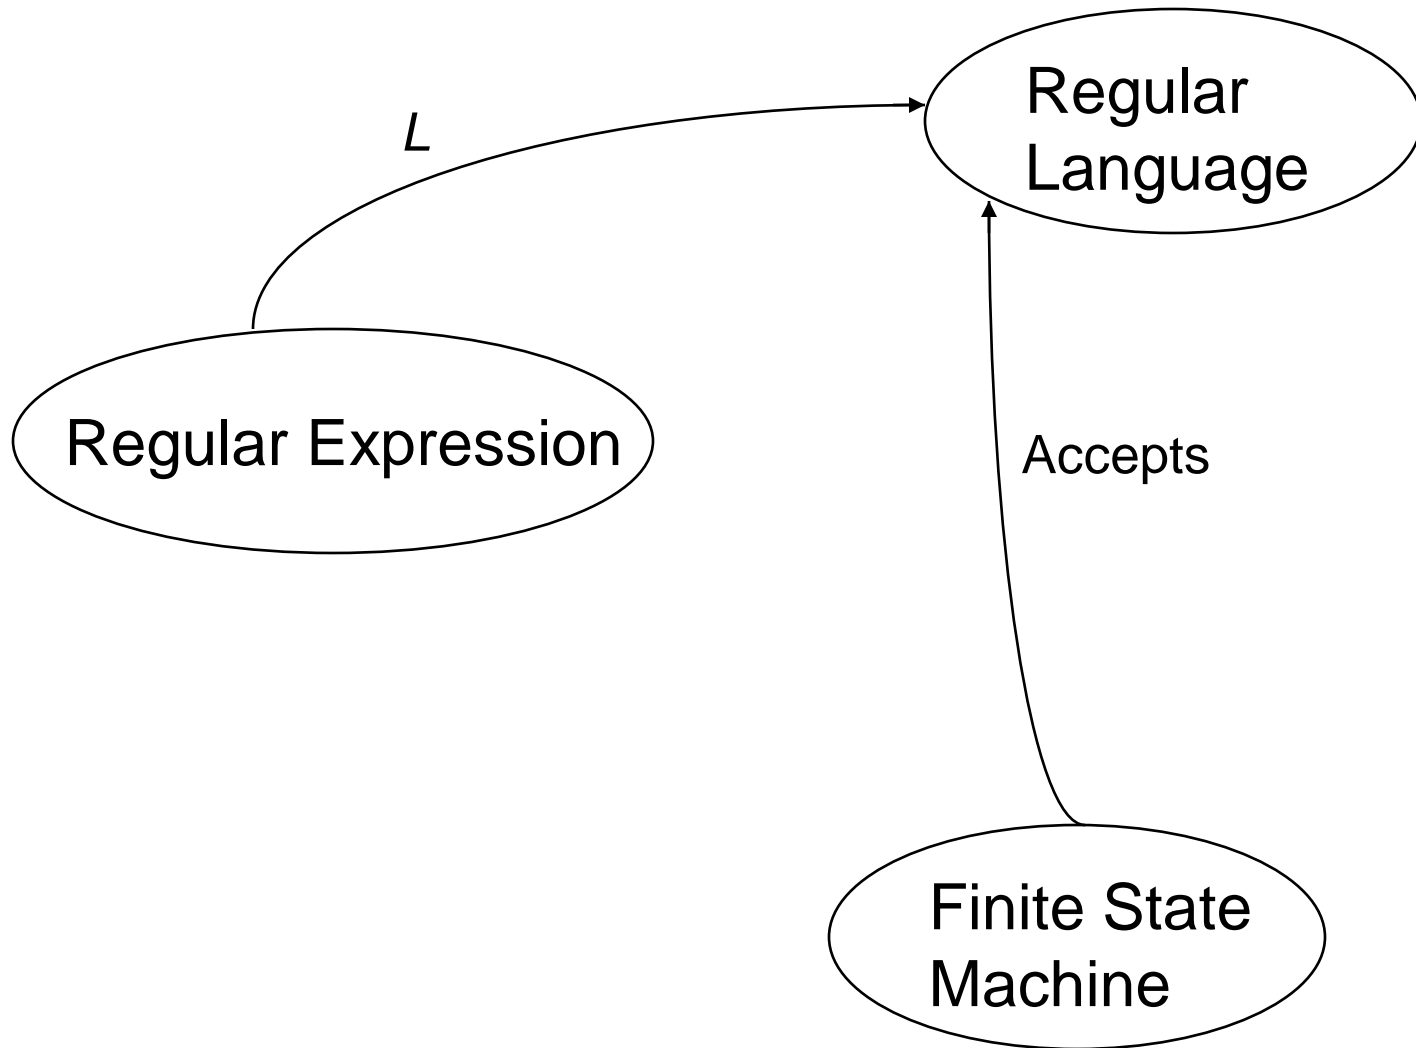 Regular
Language
L
Regular Expression
Accepts
Finite State
Machine